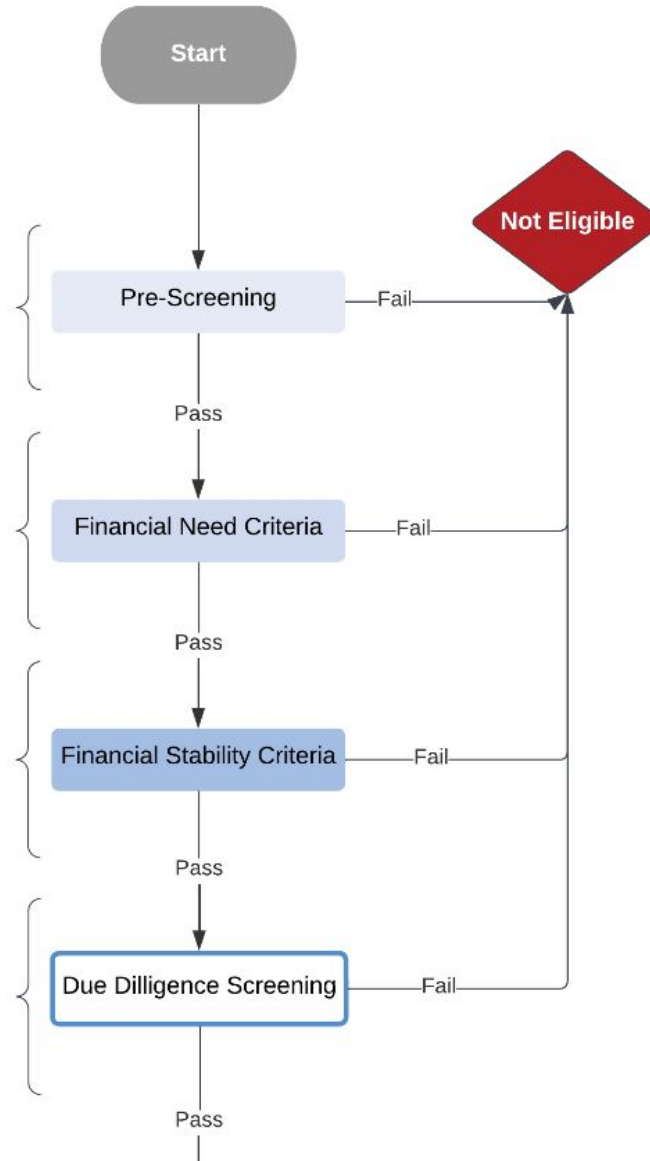 Start
Not Eligible
Pre-Screening
Fail
Pass
Financial Need Criteria
Fail
Pass
Financial Stability Criteria
Fail
Pass
Due Dilligence Screening
Fail
Pass